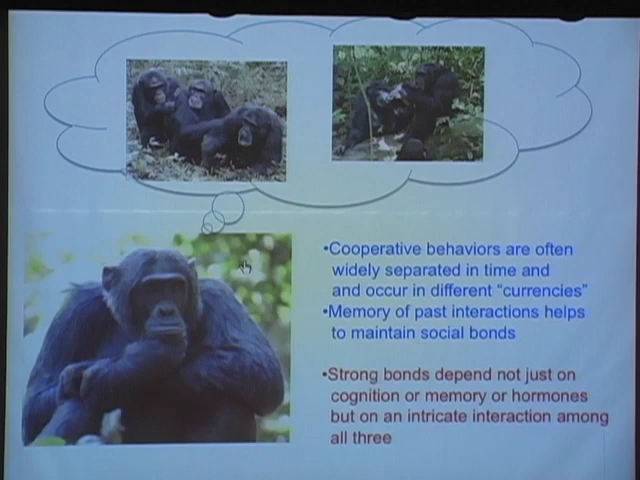 •Cooperative behaviors are often
widely separated in time and
and occur in different “currencies”
•Memory of past interactions helps
to maintain social bonds
•Strong bonds depend not just on
cognition or memory or hormones
but on an intricate interaction among
all three